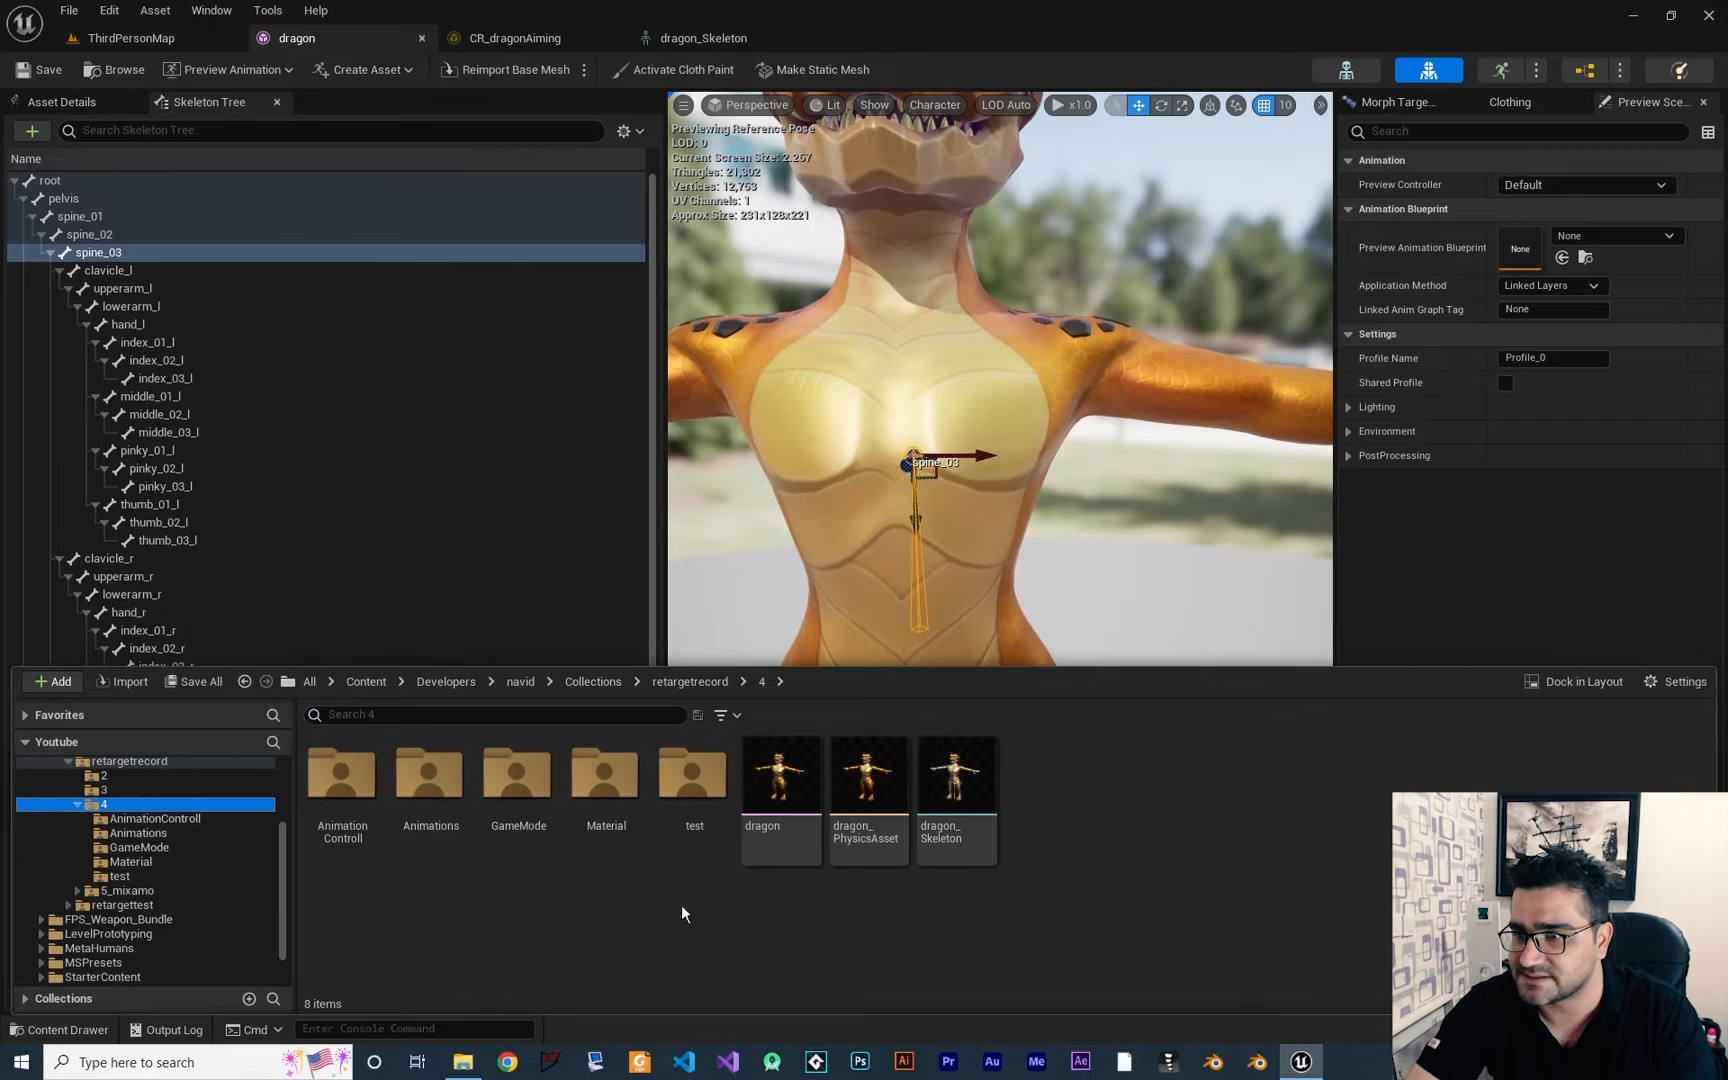 File Edit Asset Window Tools Help
ThirdPersonMap dragon CR_dragonAiming dragon_Skeleton
Save Browse Preview Animation Create Asset Reimport Base Mesh Activate Cloth Paint Make Static Mesh
Asset Details Skeleton Tree
Search Skeleton Tree...
Name
root
pelvis
spine_01
spine_02
spine_03
clavicle_l
upperarm_l
lowerarm_l
hand_l
index_01_l
index_02_l
index_03_l
middle_01_l
middle_02_l
middle_03_l
pinky_01_l
pinky_02_l
pinky_03_l
thumb_01_l
thumb_02_l
thumb_03_l
clavicle_r
upperarm_r
lowerarm_r
hand_r
index_01_r
index_02_r
index_03_r
Perspective Lit Show Character LOD Auto x1.0 10
Previewing Reference Pose
LOD: 0
Current Screen Size: 2.267
Triangles: 21,302
Vertices: 12,753
UV Channels: 1
Approx Size: 231x128x221
spine_03
Morph Targe... Clothing Preview Sce...
Search
Animation
Preview Controller Default
Animation Blueprint
Preview Animation Blueprint None None
Application Method Linked Layers
Linked Anim Graph Tag None
Settings
Profile Name Profile_0
Shared Profile
Lighting
Environment
PostProcessing
Add Import Save All All Content Developers navid Collections retargetrecord 4 Dock in Layout Settings
Favorites
Youtube
retargetrecord
2
3
4
AnimationControll
Animations
GameMode
Material
test
5_mixamo
retargettest
FPS_Weapon_Bundle
LevelPrototyping
MetaHumans
MSPresets
StarterContent
Collections
Search 4
Animation
Controll
Animations
GameMode
Material
test
dragon
dragon_
PhysicsAsset
dragon_
Skeleton
8 items
Content Drawer Output Log Cmd Enter Console Command
Type here to search
Ps Ai Pr Au Me Ae